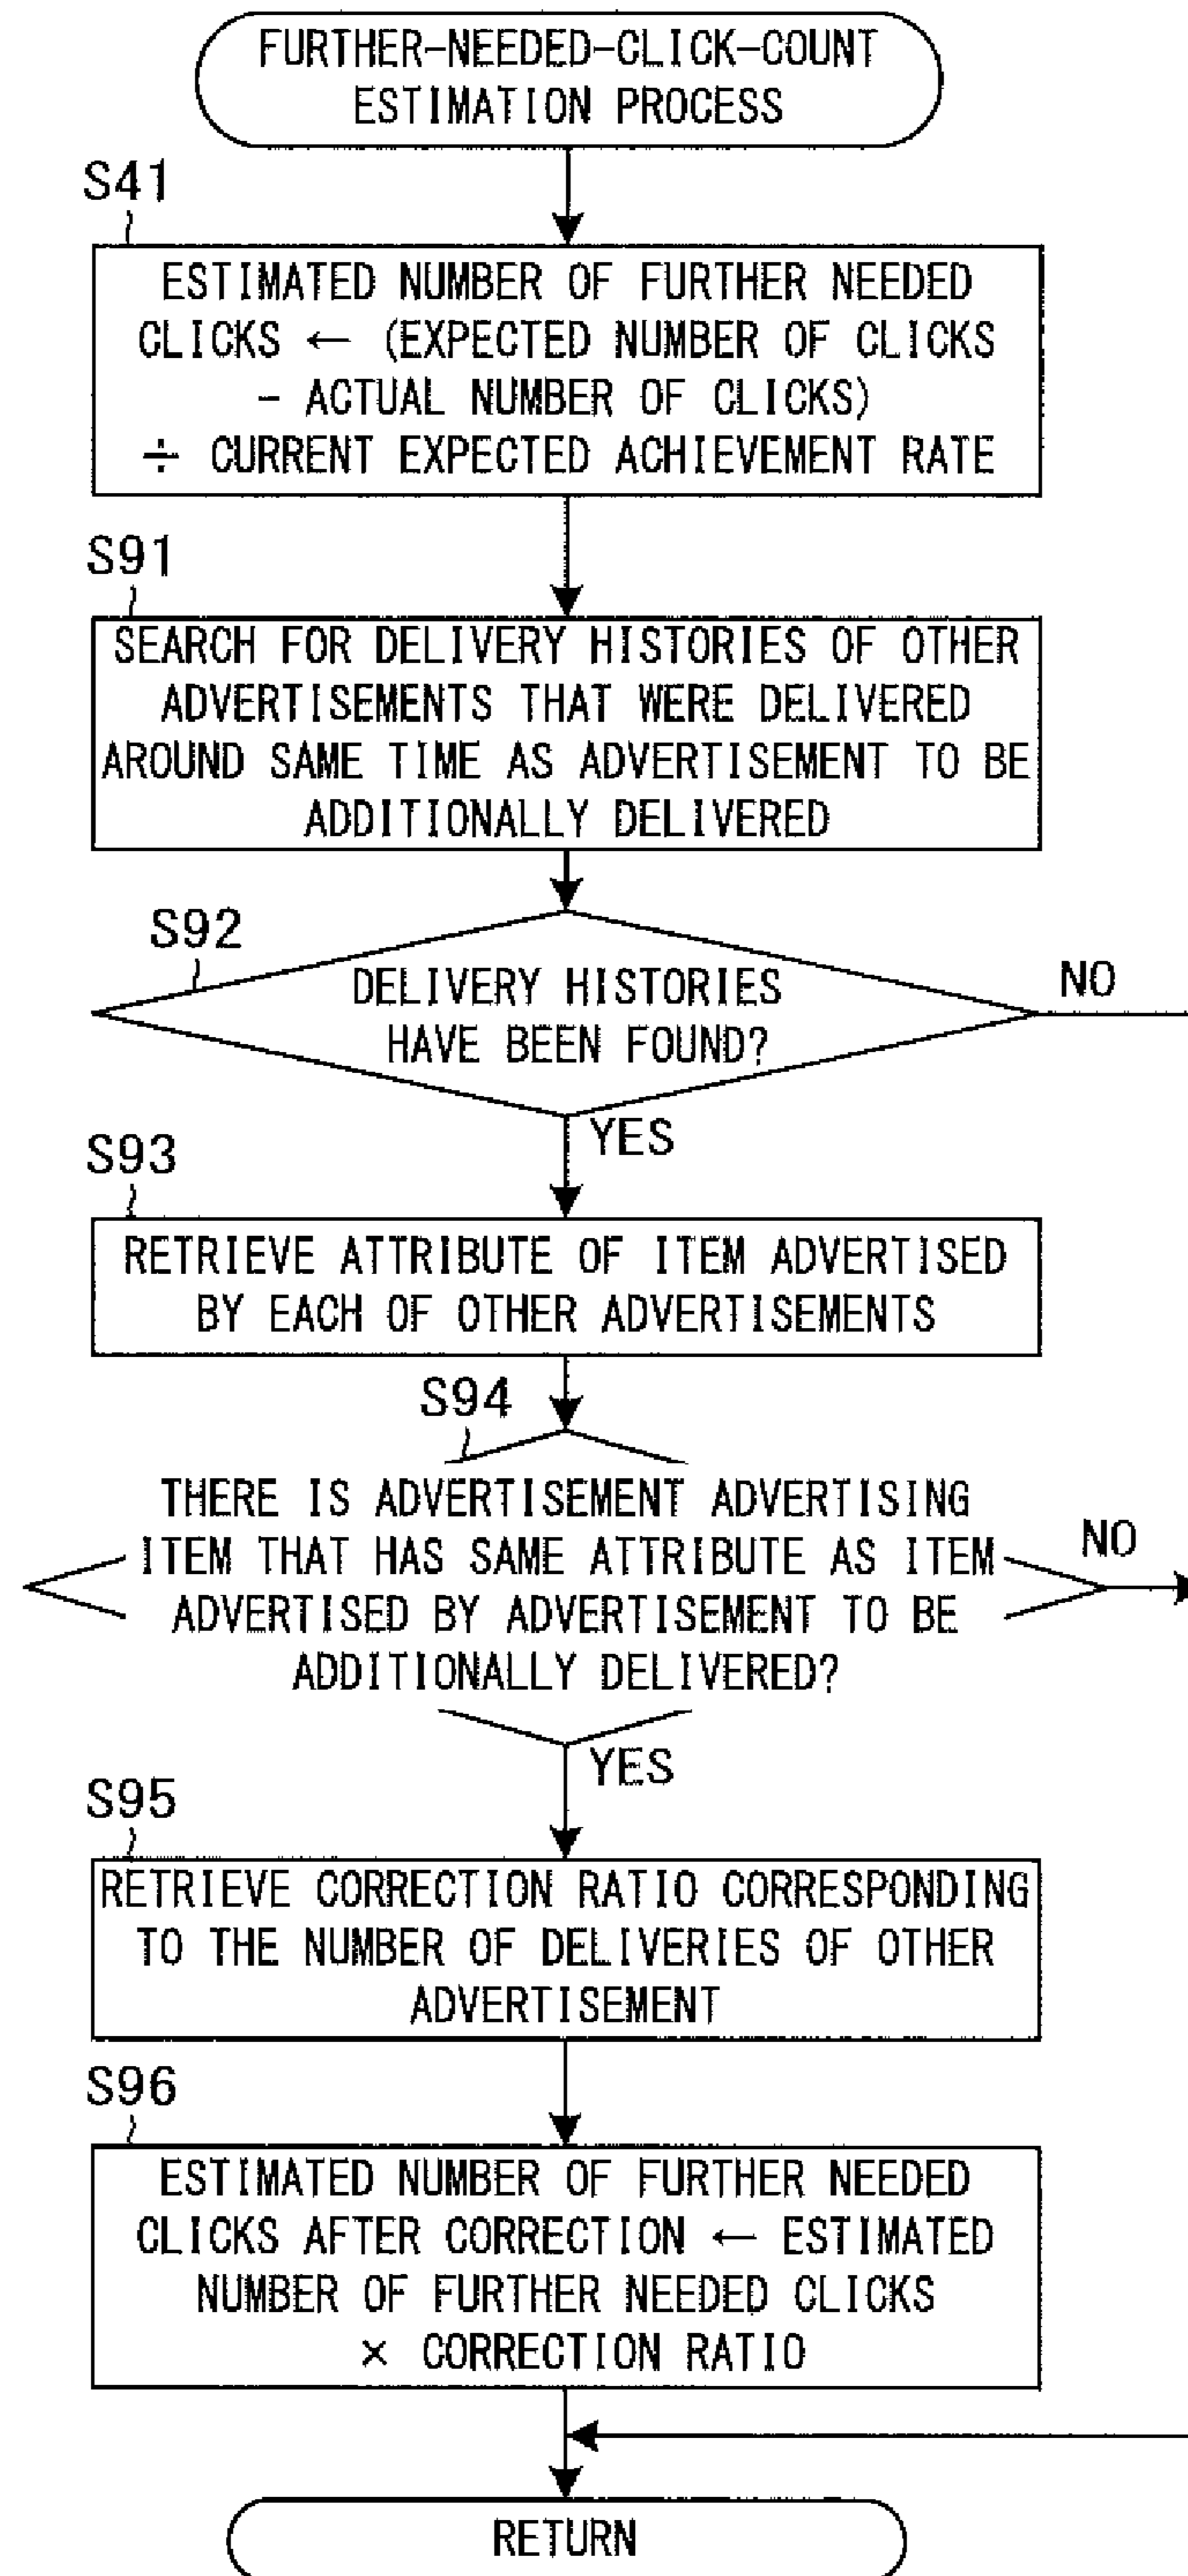 FURTHER-NEEDED-CLICK-COUNT
ESTIMATION PROCESS
S41
ESTIMATED NUMBER OF FURTHER NEEDED
CLICKS ← (EXPECTED NUMBER OF CLICKS
- ACTUAL NUMBER OF CLICKS)
÷ CURRENT EXPECTED ACHIEVEMENT RATE
S91
SEARCH FOR DELIVERY HISTORIES OF OTHER
ADVERTISEMENTS THAT WERE DELIVERED
AROUND SAME TIME AS ADVERTISEMENT TO BE
ADDITIONALLY DELIVERED
S92
DELIVERY HISTORIES
HAVE BEEN FOUND?
NO
YES
S93
RETRIEVE ATTRIBUTE OF ITEM ADVERTISED
BY EACH OF OTHER ADVERTISEMENTS
S94
THERE IS ADVERTISEMENT ADVERTISING
ITEM THAT HAS SAME ATTRIBUTE AS ITEM
ADVERTISED BY ADVERTISEMENT TO BE
ADDITIONALLY DELIVERED?
NO
YES
S95
RETRIEVE CORRECTION RATIO CORRESPONDING
TO THE NUMBER OF DELIVERIES OF OTHER
ADVERTISEMENT
S96
ESTIMATED NUMBER OF FURTHER NEEDED
CLICKS AFTER CORRECTION ← ESTIMATED
NUMBER OF FURTHER NEEDED CLICKS
× CORRECTION RATIO
RETURN